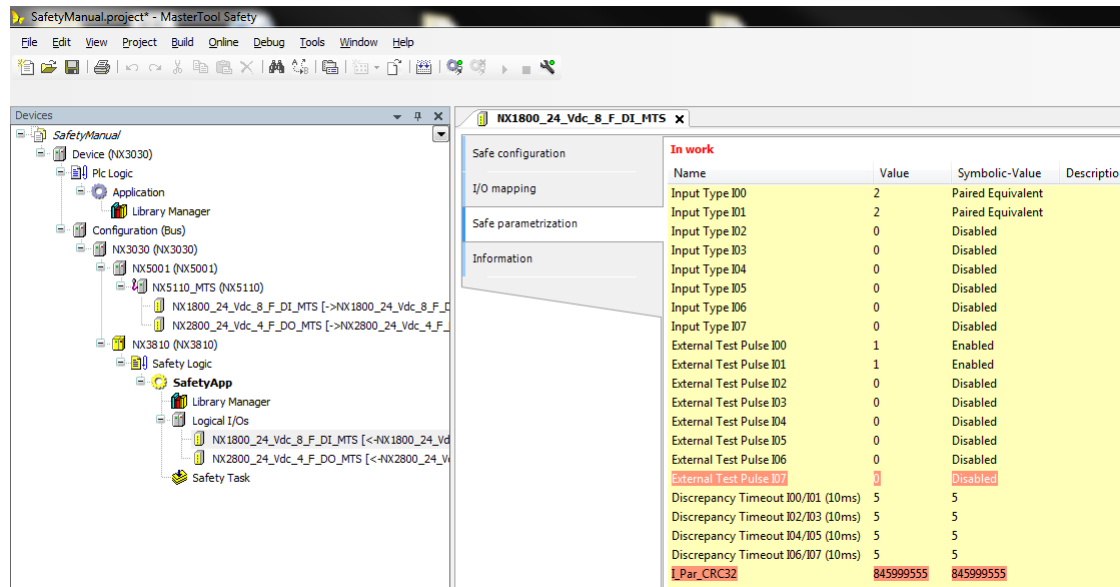 SafetyManual.project* - MasterTool Safety
File Edit View Project Build Online Debug Tools Window Help
Devices
SafetyManual
Device (NX3030)
Plc Logic
Application
Library Manager
Configuration (Bus)
NX3030 (NX3030)
NX5001 (NX5001)
NX5110_MTS (NX5110)
NX1800_24_Vdc_8_F_DI_MTS [->NX1800_24_Vdc_8_F_D
NX2800_24_Vdc_4_F_DO_MTS [->NX2800_24_Vdc_4_F_
NX3810 (NX3810)
Safety Logic
SafetyApp
Library Manager
Logical I/Os
NX1800_24_Vdc_8_F_DI_MTS [<-NX1800_24_Vd
NX2800_24_Vdc_4_F_DO_MTS [<-NX2800_24_V
Safety Task
NX1800_24_Vdc_8_F_DI_MTS
Safe configuration
I/O mapping
Safe parametrization
Information
In work
Name Value Symbolic-Value Descriptio
Input Type I00 2 Paired Equivalent
Input Type I01 2 Paired Equivalent
Input Type I02 0 Disabled
Input Type I03 0 Disabled
Input Type I04 0 Disabled
Input Type I05 0 Disabled
Input Type I06 0 Disabled
Input Type I07 0 Disabled
External Test Pulse I00 1 Enabled
External Test Pulse I01 1 Enabled
External Test Pulse I02 0 Disabled
External Test Pulse I03 0 Disabled
External Test Pulse I04 0 Disabled
External Test Pulse I05 0 Disabled
External Test Pulse I06 0 Disabled
External Test Pulse I07 0 Disabled
Discrepancy Timeout I00/I01 (10ms) 5 5
Discrepancy Timeout I02/I03 (10ms) 5 5
Discrepancy Timeout I04/I05 (10ms) 5 5
Discrepancy Timeout I06/I07 (10ms) 5 5
I_Par_CRC32 845999555 845999555